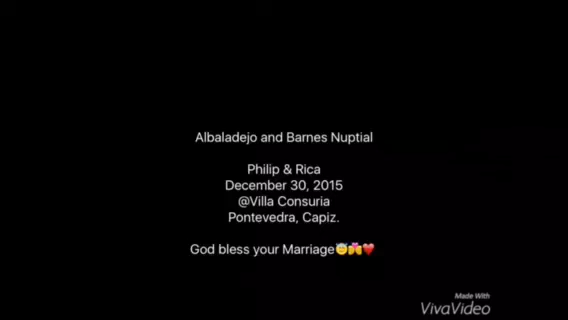 Albaladejo and Barnes Nuptial
Philip & Rica
December 30, 2015
@Villa Consuria
Pontevedra, Capiz.
God bless your Marriage😇💏❤️
Made With
VivaVideo